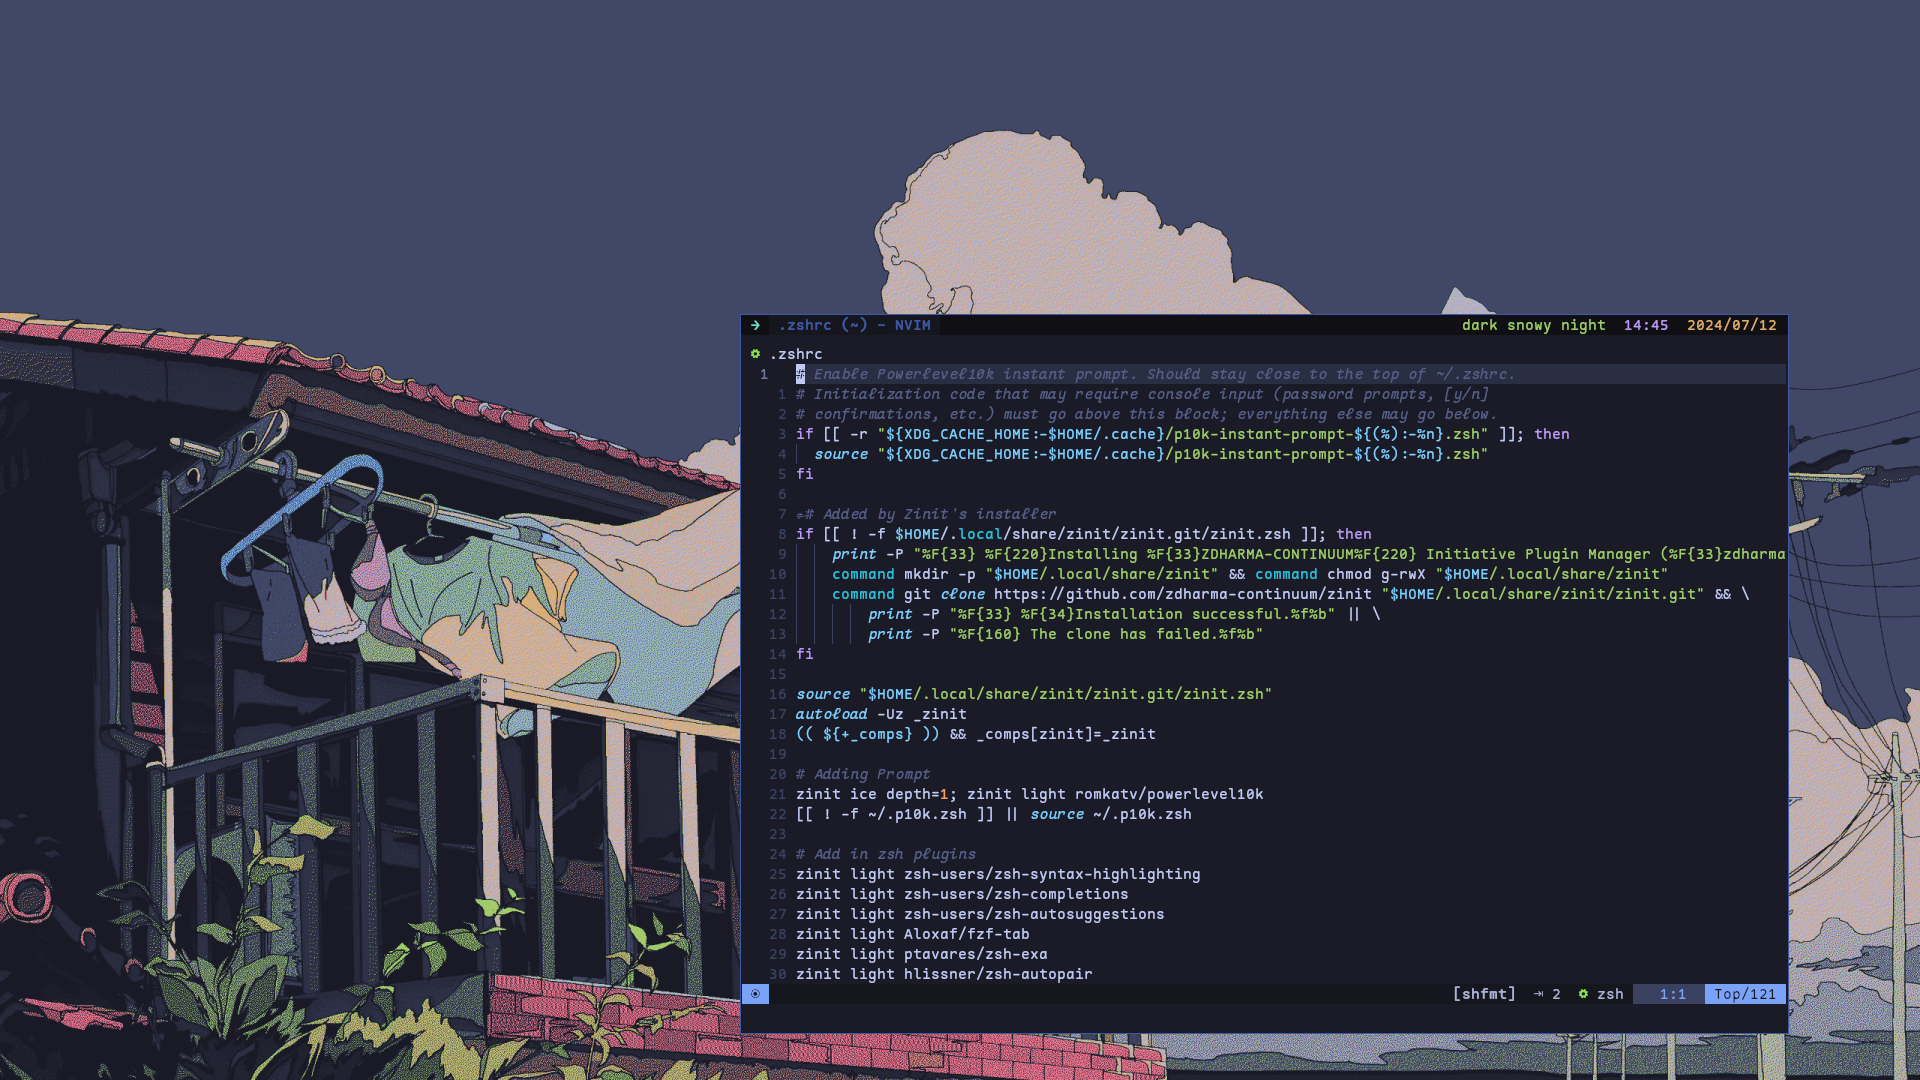 → .zshrc (~) - NVIM dark snowy night 14:45 2024/07/12
.zshrc
1 # Enable Powerlevel10k instant prompt. Should stay close to the top of ~/.zshrc.
1 # Initialization code that may require console input (password prompts, [y/n]
2 # confirmations, etc.) must go above this block; everything else may go below.
3 if [[ -r "${XDG_CACHE_HOME:-$HOME/.cache}/p10k-instant-prompt-${(%):-%n}.zsh" ]]; then
4 source "${XDG_CACHE_HOME:-$HOME/.cache}/p10k-instant-prompt-${(%):-%n}.zsh"
5 fi
6
7 ## Added by Zinit's installer
8 if [[ ! -f $HOME/.local/share/zinit/zinit.git/zinit.zsh ]]; then
9 print -P "%F{33} %F{220}Installing %F{33}ZDHARMA-CONTINUUM%F{220} Initiative Plugin Manager (%F{33}zdharma
10 command mkdir -p "$HOME/.local/share/zinit" && command chmod g-rwX "$HOME/.local/share/zinit"
11 command git clone https://github.com/zdharma-continuum/zinit "$HOME/.local/share/zinit/zinit.git" && \
12 print -P "%F{33} %F{34}Installation successful.%f%b" || \
13 print -P "%F{160} The clone has failed.%f%b"
14 fi
15
16 source "$HOME/.local/share/zinit/zinit.git/zinit.zsh"
17 autoload -Uz _zinit
18 (( ${+_comps} )) && _comps[zinit]=_zinit
19
20 # Adding Prompt
21 zinit ice depth=1; zinit light romkatv/powerlevel10k
22 [[ ! -f ~/.p10k.zsh ]] || source ~/.p10k.zsh
23
24 # Add in zsh plugins
25 zinit light zsh-users/zsh-syntax-highlighting
26 zinit light zsh-users/zsh-completions
27 zinit light zsh-users/zsh-autosuggestions
28 zinit light Aloxaf/fzf-tab
29 zinit light ptavares/zsh-exa
30 zinit light hlissner/zsh-autopair
[shfmt] ⇥ 2 zsh 1:1 Top/121